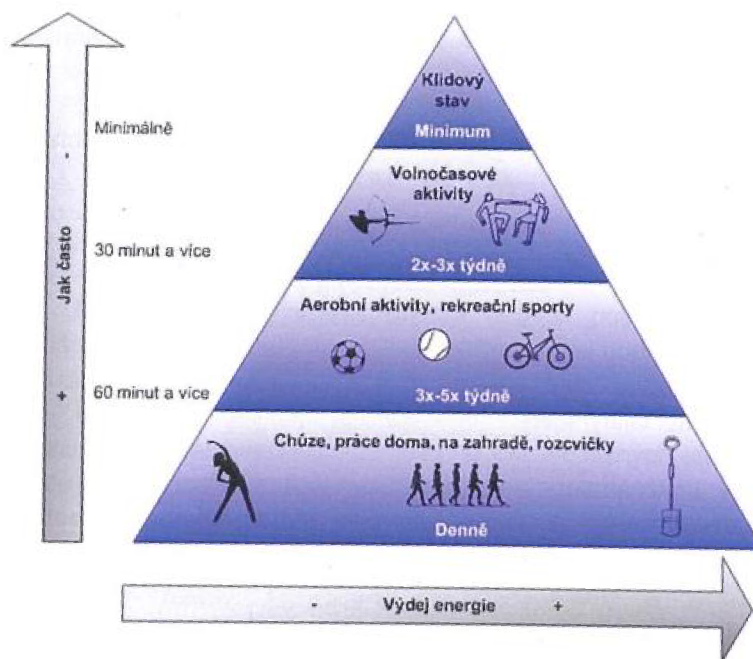 Klidový
stav
Minimum
Minimálně
-
Volnočasové
aktivity
30 minut a více
2x-3x týdně
Jak často
Aerobní aktivity, rekreační sporty
60 minut a více
+
3x-5x týdně
Chůze, práce doma, na zahradě, rozcvičky
Denně
- Výdej energie +